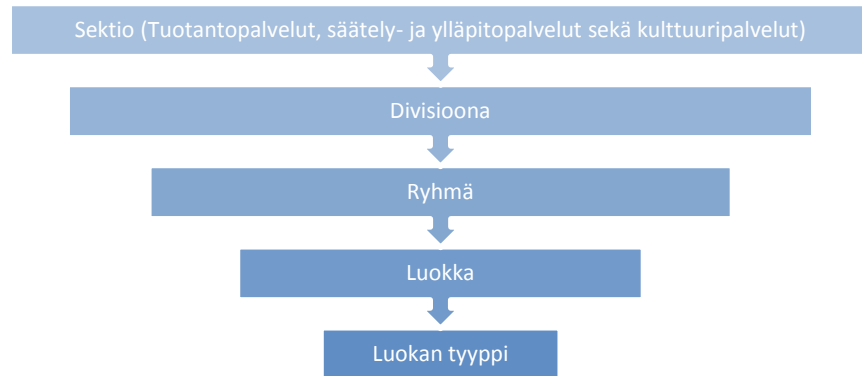 Sektio (Tuotantopalvelut, säätely- ja ylläpitopalvelut sekä kulttuuripalvelut)
Divisioona
Ryhmä
Luokka
Luokan tyyppi